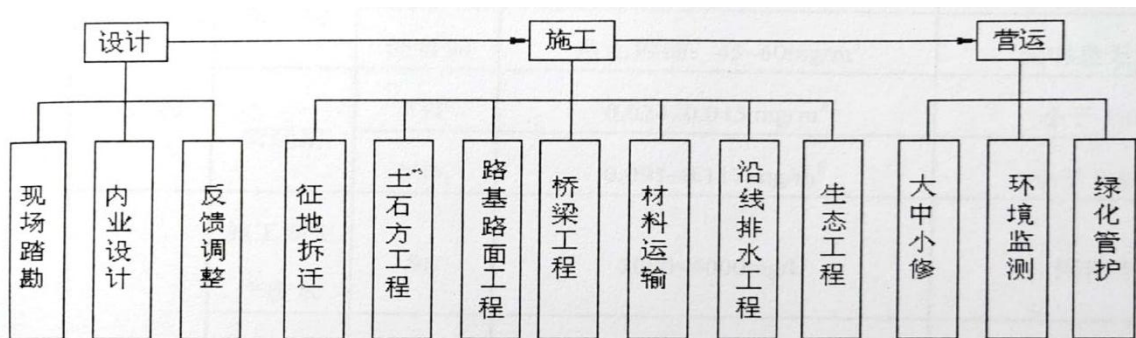 设计
施工
营运
现场踏勘
内业设计
反馈调整
征地拆迁
土石方工程
路基路面工程
桥梁工程
材料运输
沿线排水工程
生态工程
大中小修
环境监测
绿化管护